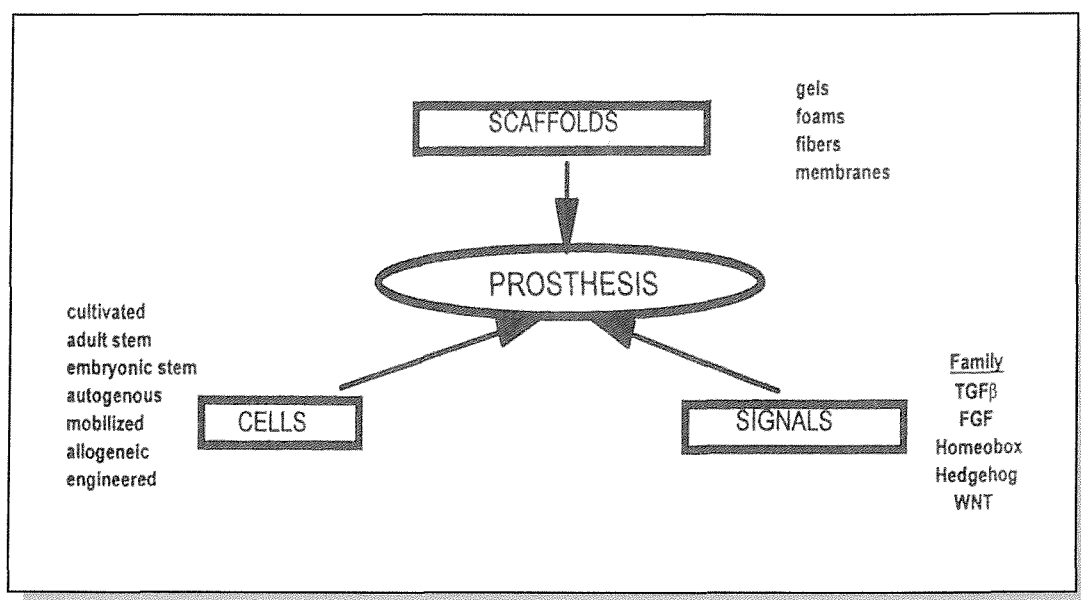 SCAFFOLDS
gels
foams
fibers
membranes
PROSTHESIS
cultivated
adult stem
embryonic stem
autogenous
mobilized
allogeneic
engineered
CELLS
SIGNALS
Family
TGFβ
FGF
Homeobox
Hedgehog
WNT